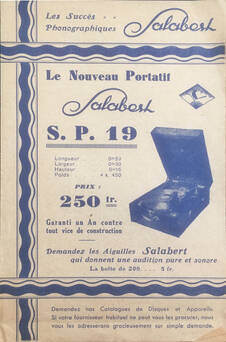 Les Succès
Phonographiques
Salabert
Le Nouveau Portatif
Salabert
S. P. 19
Longueur
Largeur
Hauteur
Poids 4 k 450
PRIX :
250 fr.
Garanti un An contre
tout vice de construction
Demandez les Aiguilles Salabert
qui donnent une audition pure et sonore
La boîte de 200.... 5 fr.
Demandez nos Catalogues de Disques et Appareils.
Si votre fournisseur habituel ne peut vous les procurer, nous
vous les adresserons gracieusement sur simple demande.